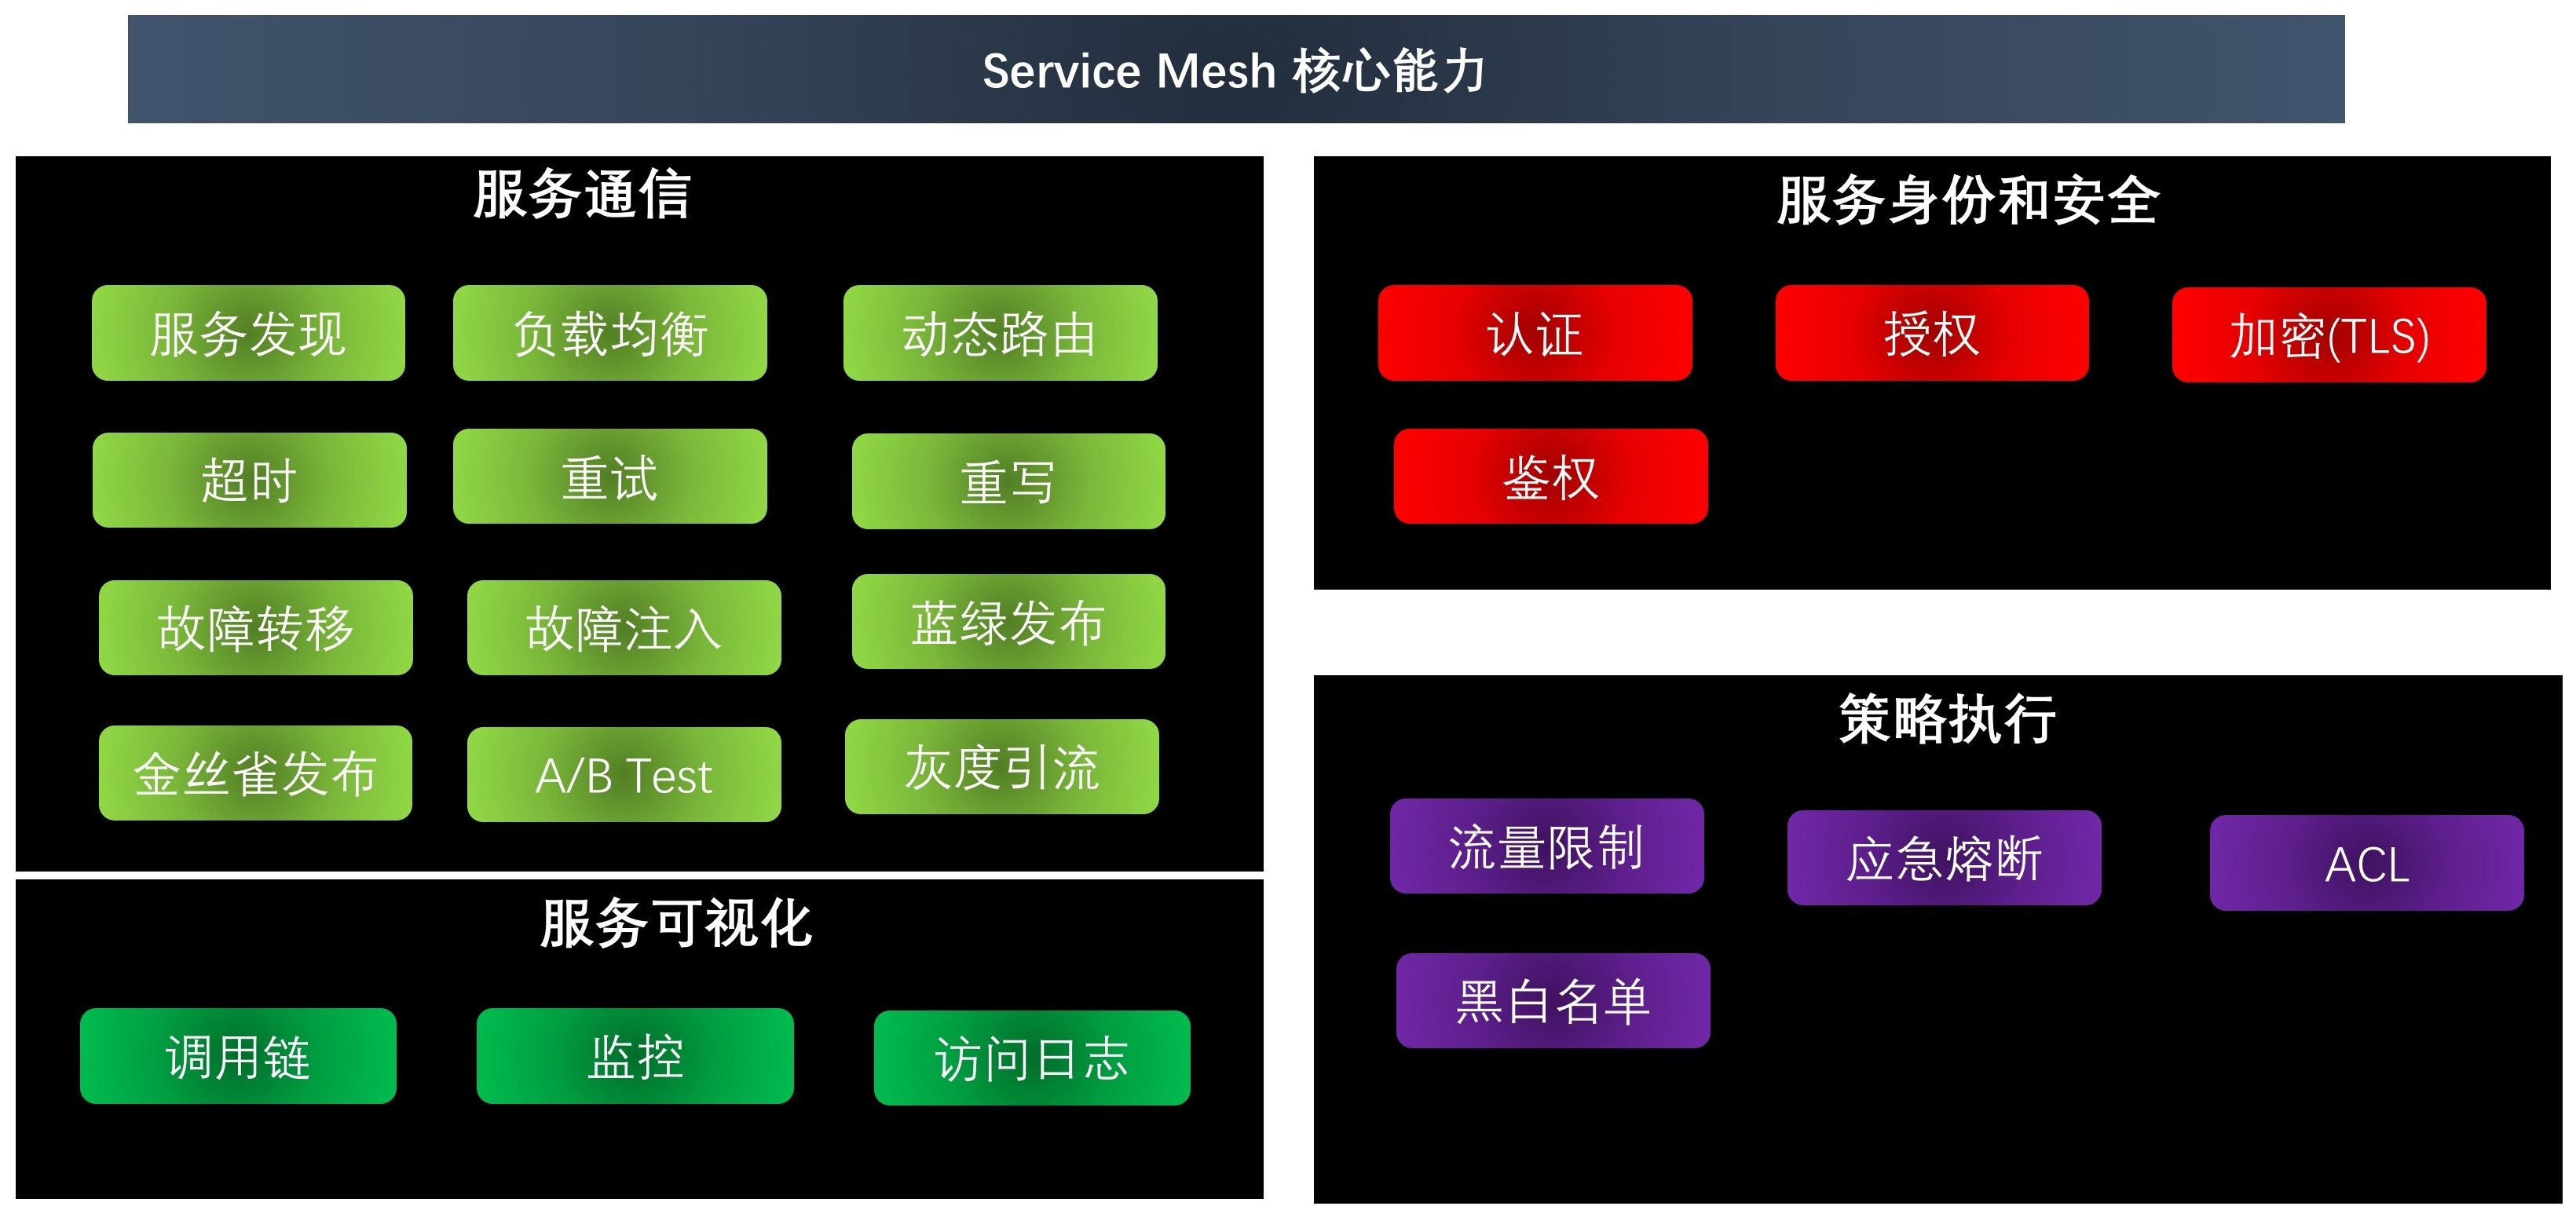 Service Mesh 核心能力
服务通信
服务发现
负载均衡
动态路由
超时
重试
重写
故障转移
故障注入
蓝绿发布
金丝雀发布
A/B Test
灰度引流
服务可视化
调用链
监控
访问日志
服务身份和安全
认证
授权
加密(TLS)
鉴权
策略执行
流量限制
应急熔断
ACL
黑白名单